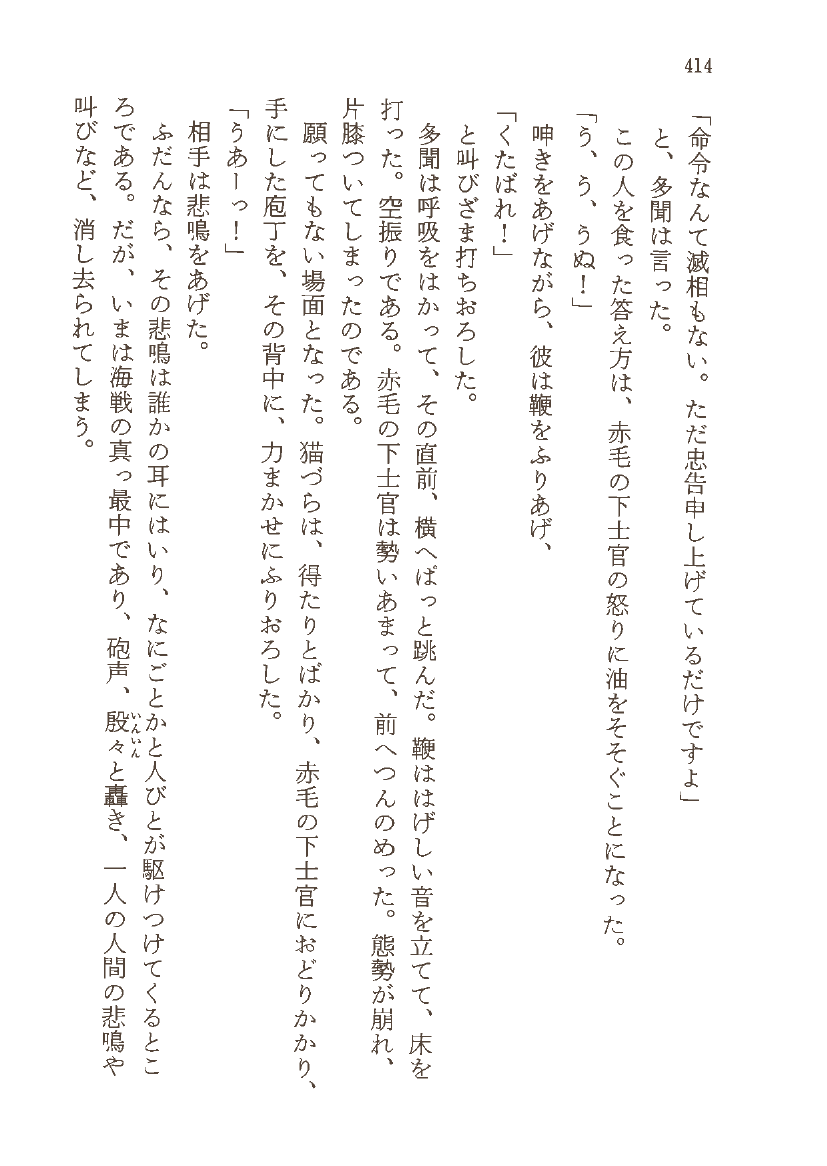 414
「命令なんて滅相もない。ただ忠告申し上げているだけですよ」
と、多聞は言った。
この人を食った答え方は、赤毛の下士官の怒りに油をそそぐことになった。
「う、う、うぬ！」
呻きをあげながら、彼は鞭をふりあげ、
「くたばれ！」
と叫びざま打ちおろした。
多聞は呼吸をはかって、その直前、横へぱっと跳んだ。鞭ははげしい音を立てて、床を
打った。空振りである。赤毛の下士官は勢いあまって、前へつんのめった。態勢が崩れ、
片膝ついてしまったのである。
願ってもない場面となった。猫づらは、得たりとばかり、赤毛の下士官におどりかかり、
手にした庖丁を、その背中に、力まかせにふりおろした。
「うあーっ！」
相手は悲鳴をあげた。
ふだんなら、その悲鳴は誰かの耳にはいり、なにごとかと人びとが駆けつけてくるとこ
ろである。だが、いまは海戦の真っ最中であり、砲声、殷々と轟き、一人の人間の悲鳴や
いんいん
叫びなど、消し去られてしまう。